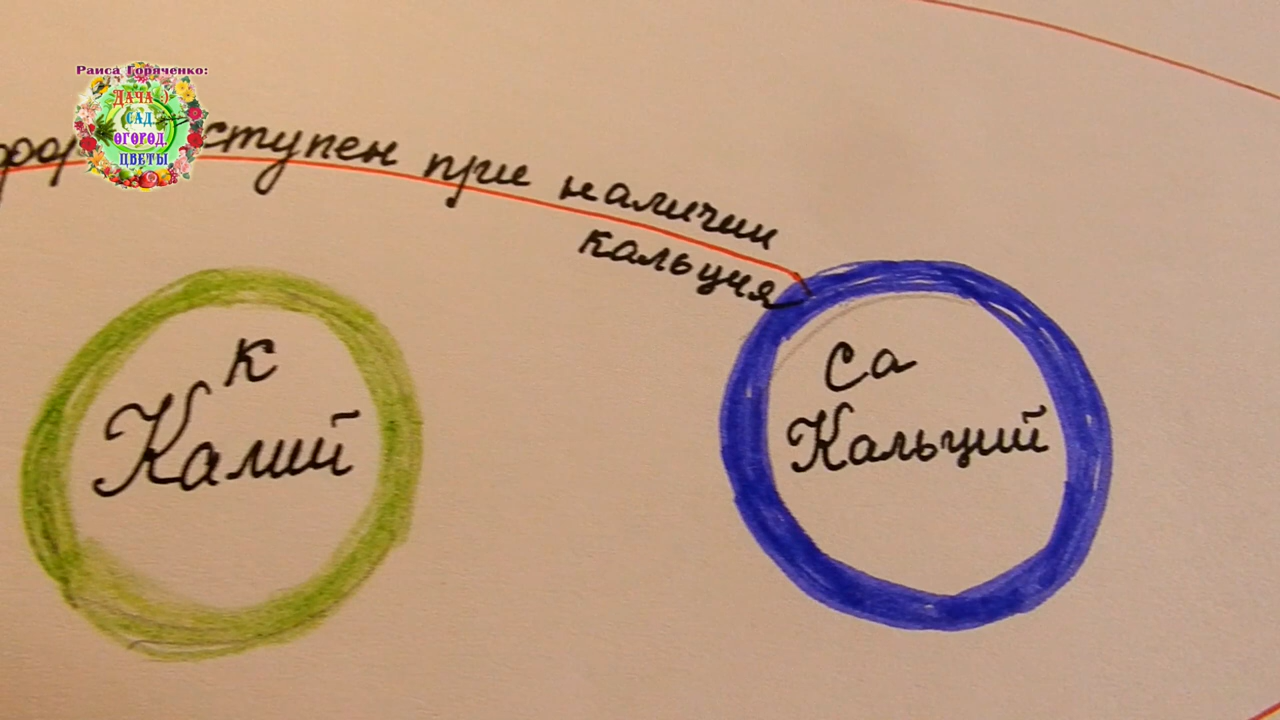 Раиса Горяченко:
Дача
сад
огород,
цветы
ступен при наличии
кальция
К
Калий
Са
Кальций